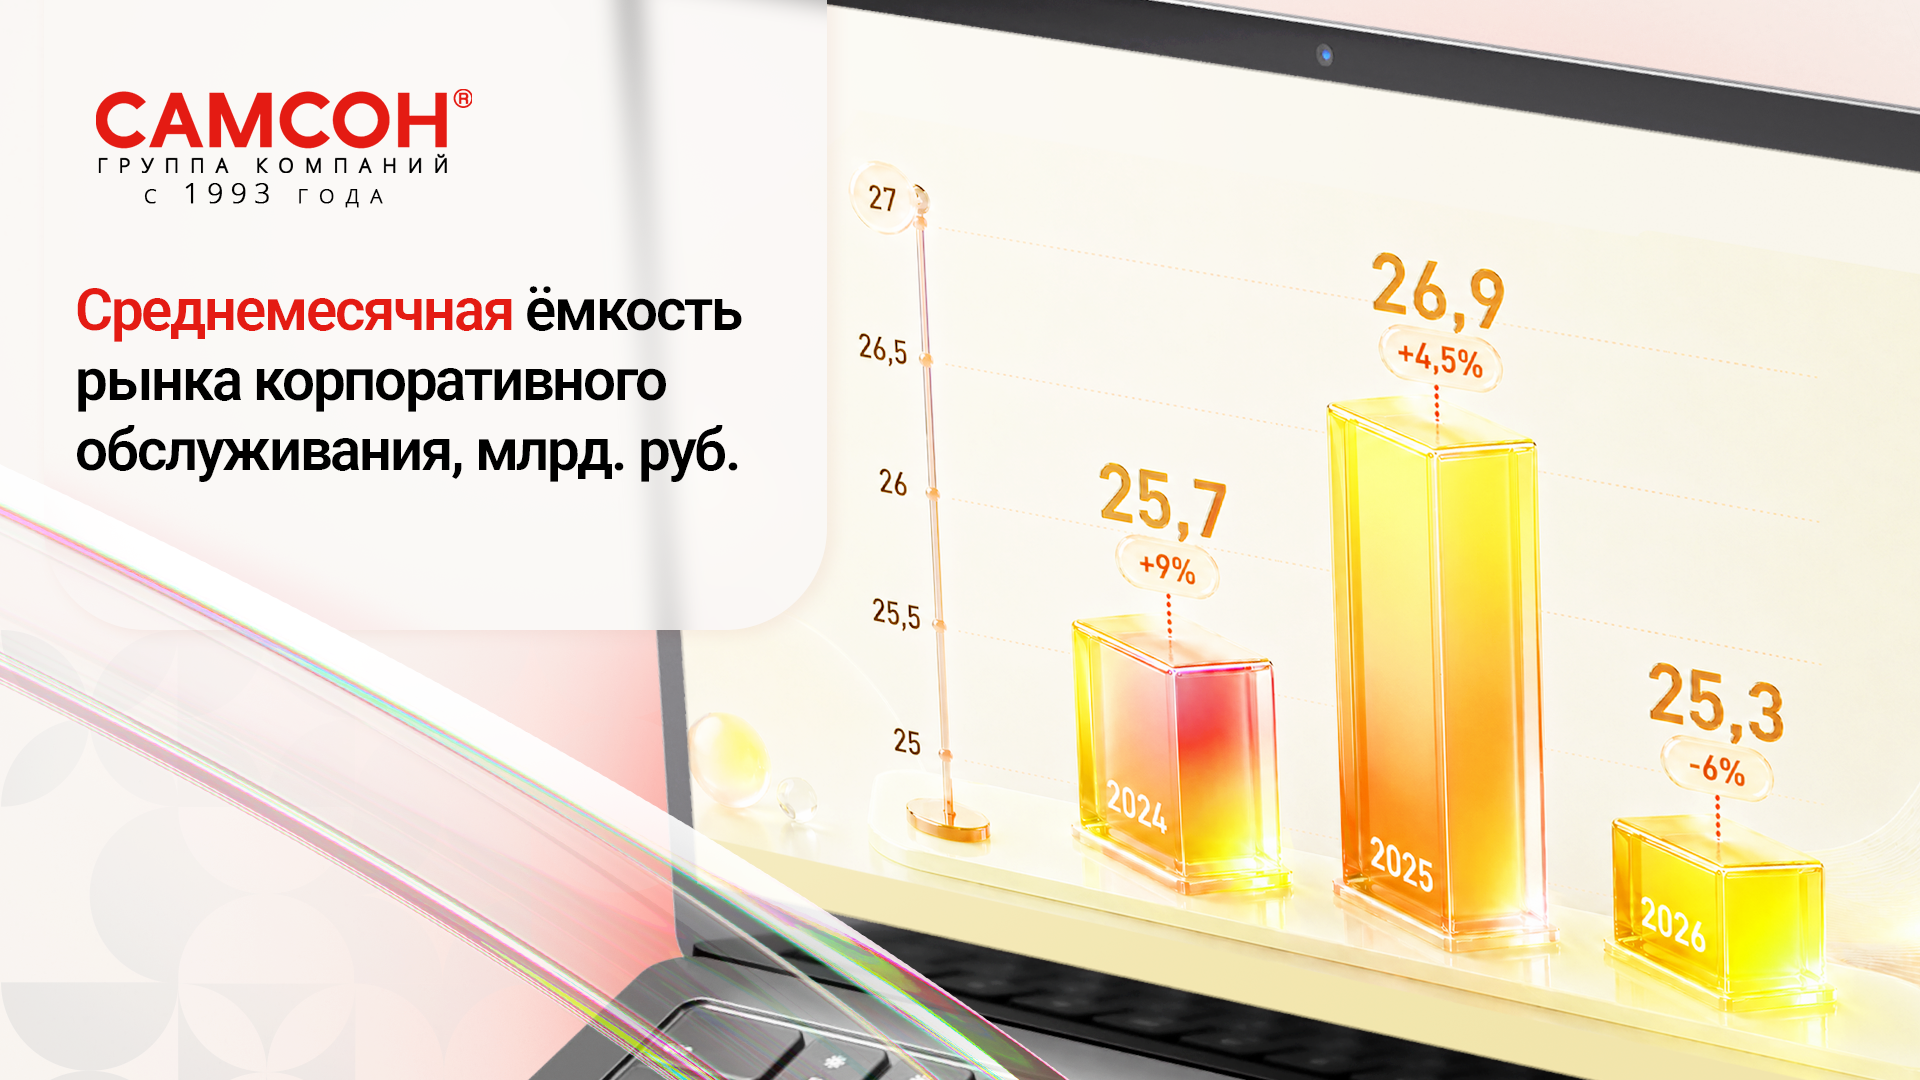 САМСОН®
ГРУППА КОМПАНИЙ
С 1993 ГОДА
Среднемесячная ёмкость
рынка корпоративного
обслуживания, млрд. руб.
27
26,5
26
25,5
25
25,7
+9%
2024
26,9
+4,5%
2025
25,3
-6%
2026